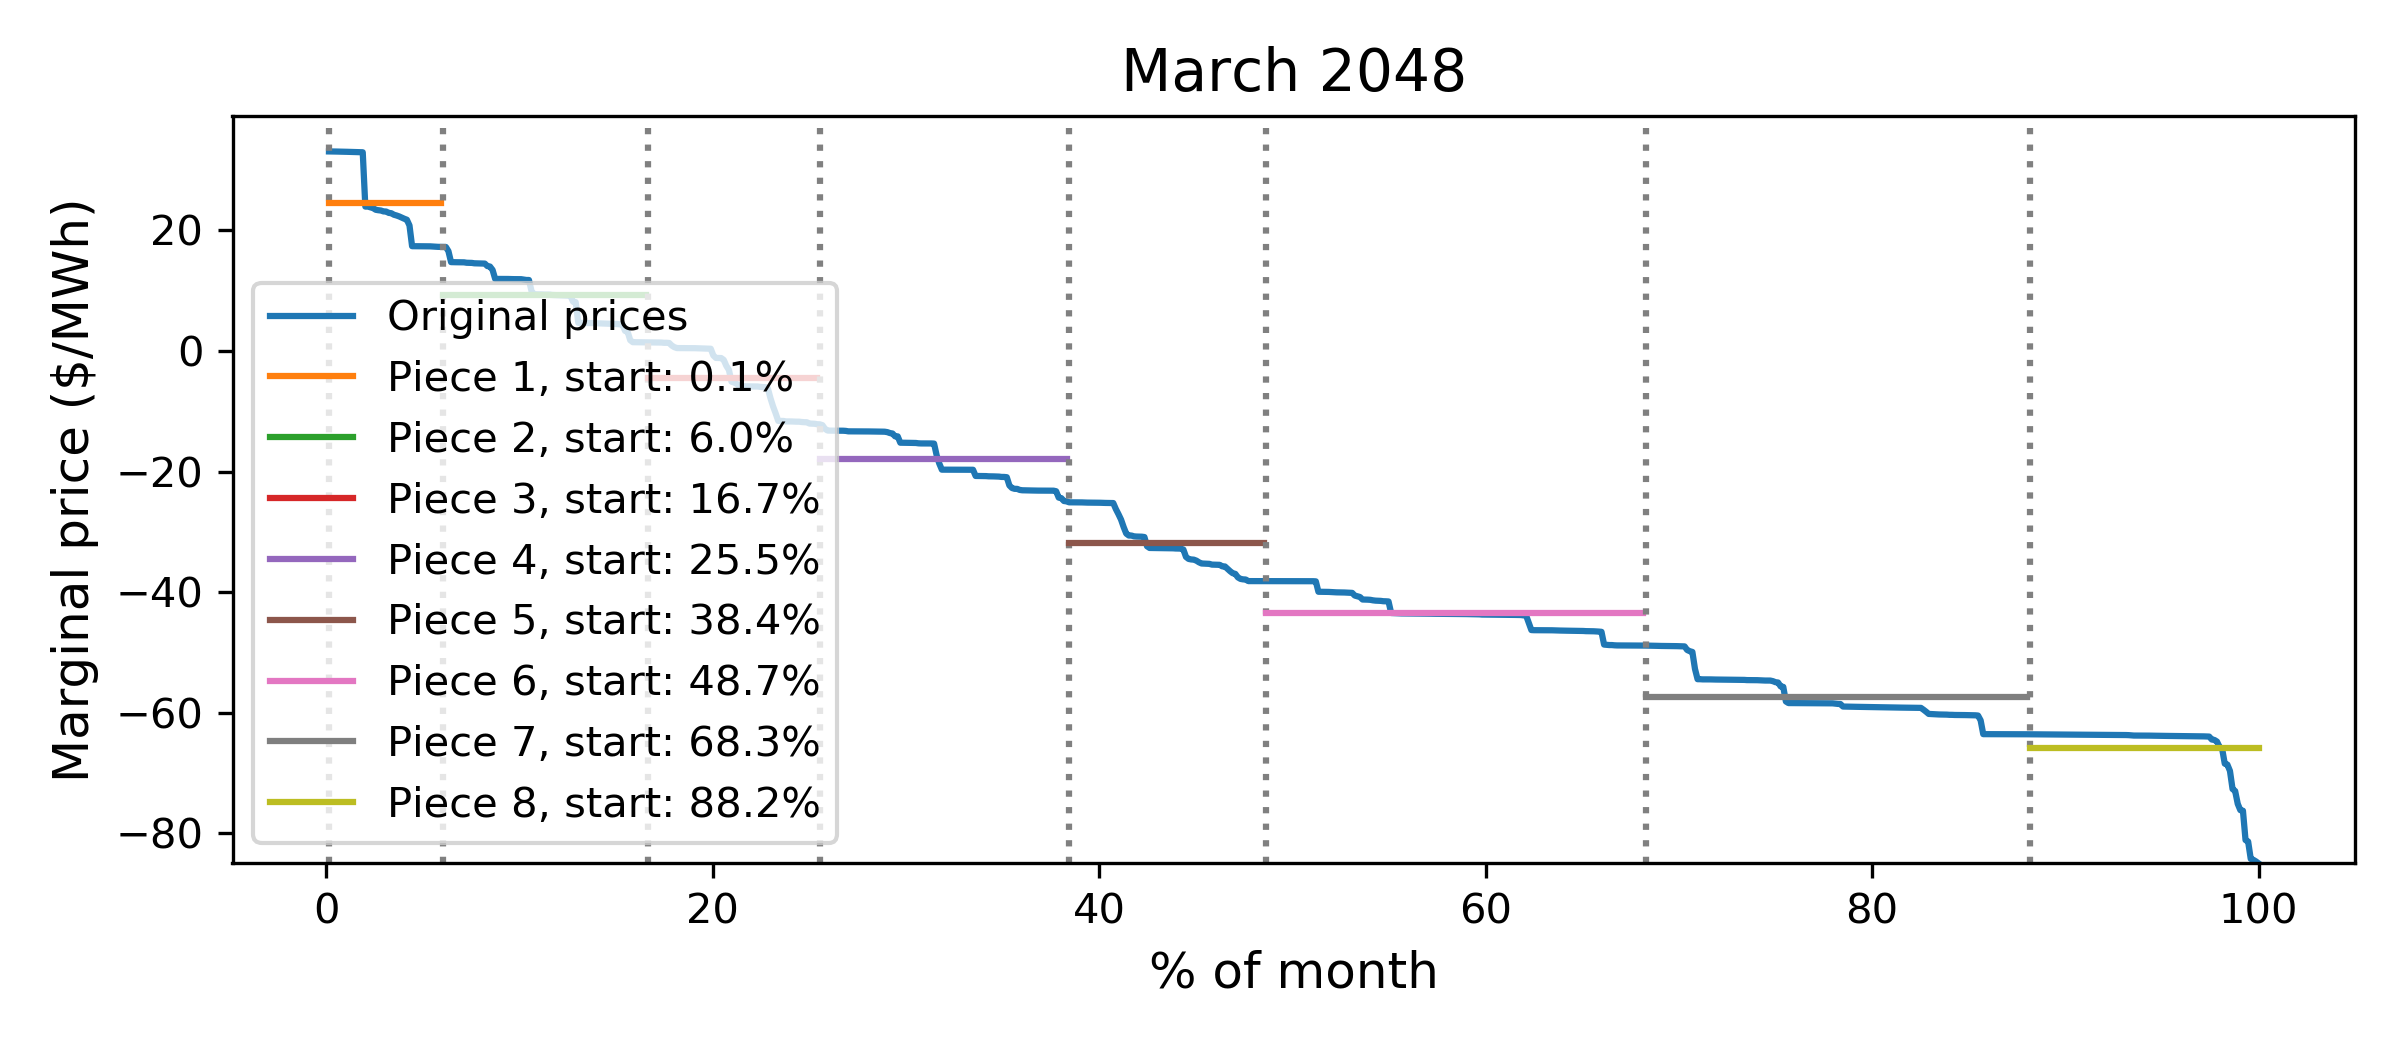 March 2048
Marginal price ($/MWh)
20
0
−20
−40
−60
−80
Original prices
Piece 1, start: 0.1%
Piece 2, start: 6.0%
Piece 3, start: 16.7%
Piece 4, start: 25.5%
Piece 5, start: 38.4%
Piece 6, start: 48.7%
Piece 7, start: 68.3%
Piece 8, start: 88.2%
0 20 40 60 80 100
% of month